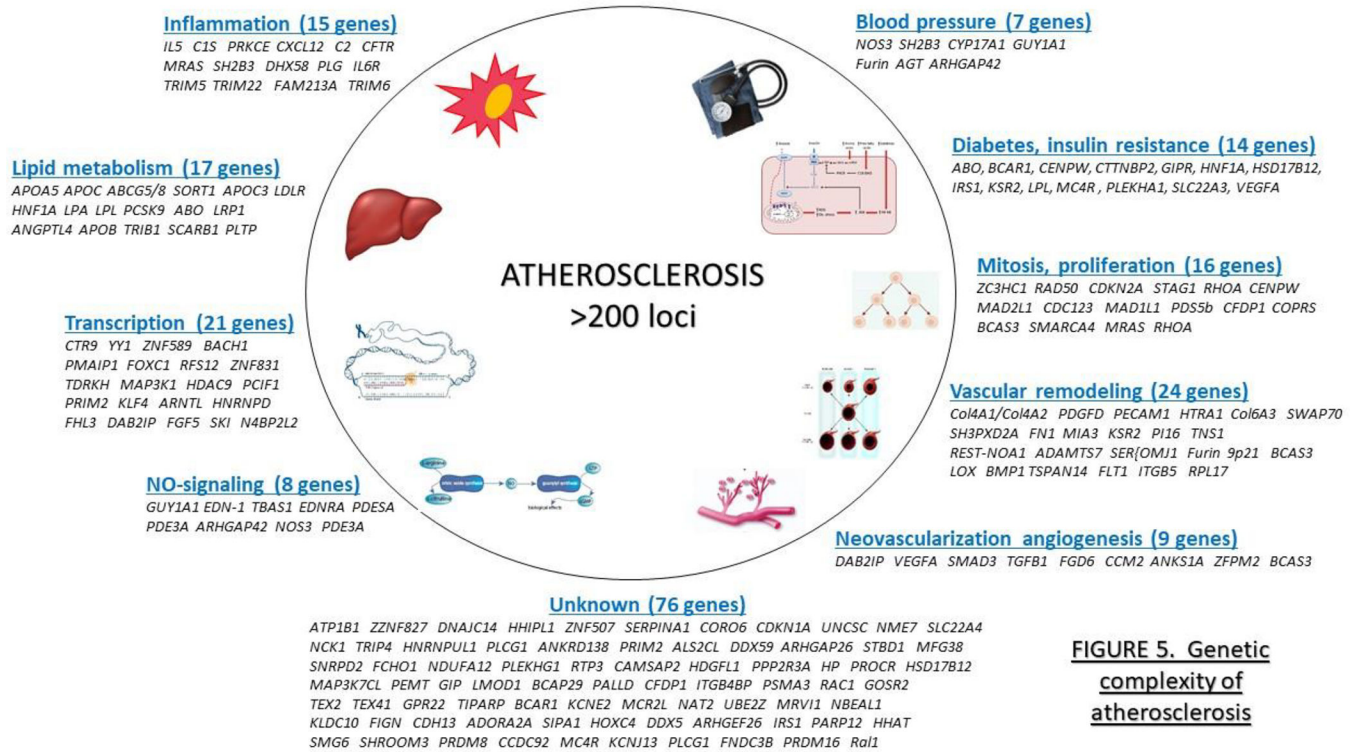 Inflammation (15 genes)
IL5 C1S PRKCE CXCL12 C2 CFTR
MRAS SH2B3 DHX58 PLG IL6R
TRIM5 TRIM22 FAM213A TRIM6
Blood pressure (7 genes)
NOS3 SH2B3 CYP17A1 GUY1A1
Furin AGT ARHGAP42
Lipid metabolism (17 genes)
APOA5 APOC ABCG5/8 SORT1 APOC3 LDLR
HNF1A LPA LPL PCSK9 ABO LRP1
ANGPTL4 APOB TRIB1 SCARB1 PLTP
Diabetes, insulin resistance (14 genes)
ABO, BCAR1, CENPW, CTTNBP2, GIPR, HNF1A, HSD17B12,
IRS1, KSR2, LPL, MC4R , PLEKHA1, SLC22A3, VEGFA
ATHEROSCLEROSIS
>200 loci
Mitosis, proliferation (16 genes)
ZC3HC1 RAD50 CDKN2A STAG1 RHOA CENPW
MAD2L1 CDC123 MAD1L1 PDS5b CFDP1 COPRS
BCAS3 SMARCA4 MRAS RHOA
Transcription (21 genes)
CTR9 YY1 ZNF589 BACH1
PMAIP1 FOXC1 RFS12 ZNF831
TDRKH MAP3K1 HDAC9 PCIF1
PRIM2 KLF4 ARNTL HNRNPD
FHL3 DAB2IP FGF5 SKI N4BP2L2
Vascular remodeling (24 genes)
Col4A1/Col4A2 PDGFD PECAM1 HTRA1 Col6A3 SWAP70
SH3PXD2A FN1 MIA3 KSR2 PI16 TNS1
REST-NOA1 ADAMTS7 SER{OMJ1 Furin 9p21 BCAS3
LOX BMP1 TSPAN14 FLT1 ITGB5 RPL17
NO-signaling (8 genes)
GUY1A1 EDN-1 TBAS1 EDNRA PDESA
PDE3A ARHGAP42 NOS3 PDE3A
NO
biological effects
Neovascularization angiogenesis (9 genes)
DAB2IP VEGFA SMAD3 TGFB1 FGD6 CCM2 ANKS1A ZFPM2 BCAS3
Unknown (76 genes)
ATP1B1 ZZNF827 DNAJC14 HHIPL1 ZNF507 SERPINA1 CORO6 CDKN1A UNCSC NME7 SLC22A4
NCK1 TRIP4 HNRNPUL1 PLCG1 ANKRD138 PRIM2 ALS2CL DDX59 ARHGAP26 STBD1 MFG38
SNRPD2 FCHO1 NDUFA12 PLEKHG1 RTP3 CAMSAP2 HDGFL1 PPP2R3A HP PROCR HSD17B12
MAP3K7CL PEMT GIP LMOD1 BCAP29 PALLD CFDP1 ITGB4BP PSMA3 RAC1 GOSR2
TEX2 TEX41 GPR22 TIPARP BCAR1 KCNE2 MCR2L NAT2 UBE2Z MRVI1 NBEAL1
KLDC10 FIGN CDH13 ADORA2A SIPA1 HOXC4 DDX5 ARHGEF26 IRS1 PARP12 HHAT
SMG6 SHROOM3 PRDM8 CCDC92 MC4R KCNJ13 PLCG1 FNDC3B PRDM16 Ral1
FIGURE 5. Genetic
complexity of
atherosclerosis